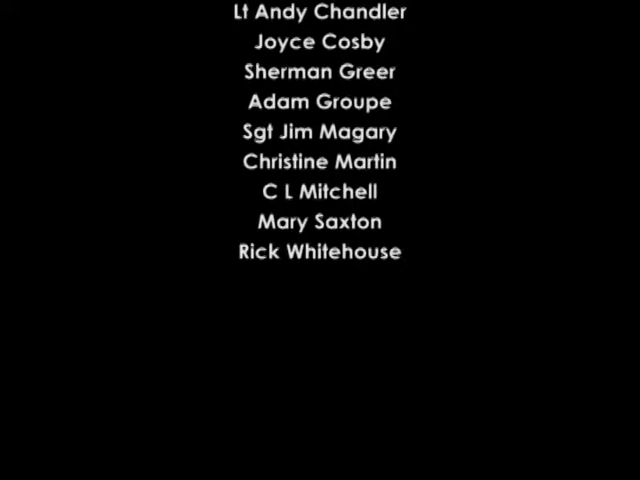 Lt Andy Chandler
Joyce Cosby
Sherman Greer
Adam Groupe
Sgt Jim Magary
Christine Martin
C L Mitchell
Mary Saxton
Rick Whitehouse